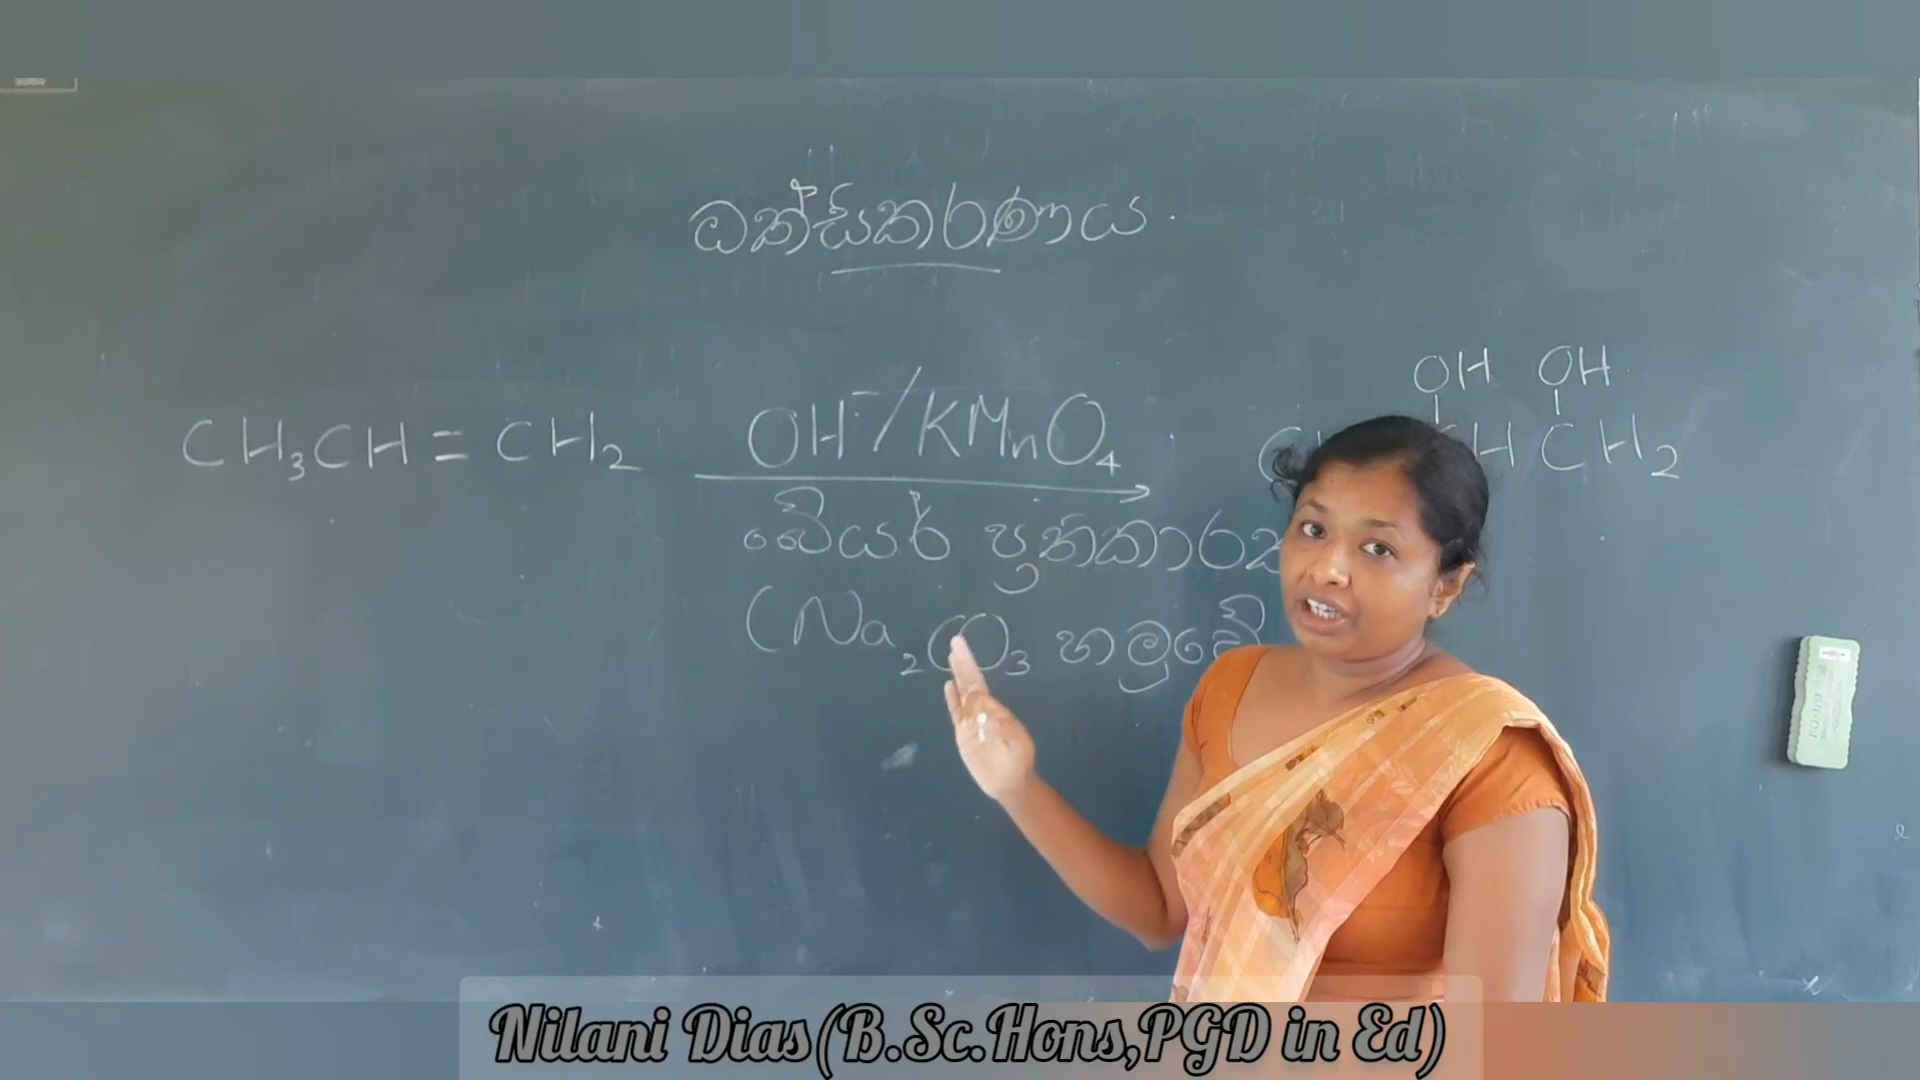 ඔක්සිකරණය
OH OH
CH₃CH = CH₂ OH⁻/KMnO₄ CHCH₂
බේයර් ප්‍රතිකාරක
(Na₂CO₃ හමුවේ
Nilani Dias(B.Sc.Hons,PGD in Ed)